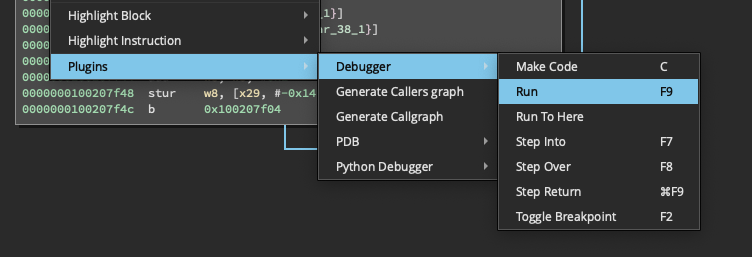 0000
_1}]
Highlight Block
0000
ar_38_1}]
0000
Highlight Instruction
0000
0000
Plugins
Debugger
Make Code C
0000
0000000100207f48 stur w8, [x29, #-0x14
Generate Callers graph
Run F9
0000000100207f4c b 0x100207f04
Generate Callgraph
Run To Here
PDB
Step Into F7
Python Debugger
Step Over F8
Step Return ⌘F9
Toggle Breakpoint F2